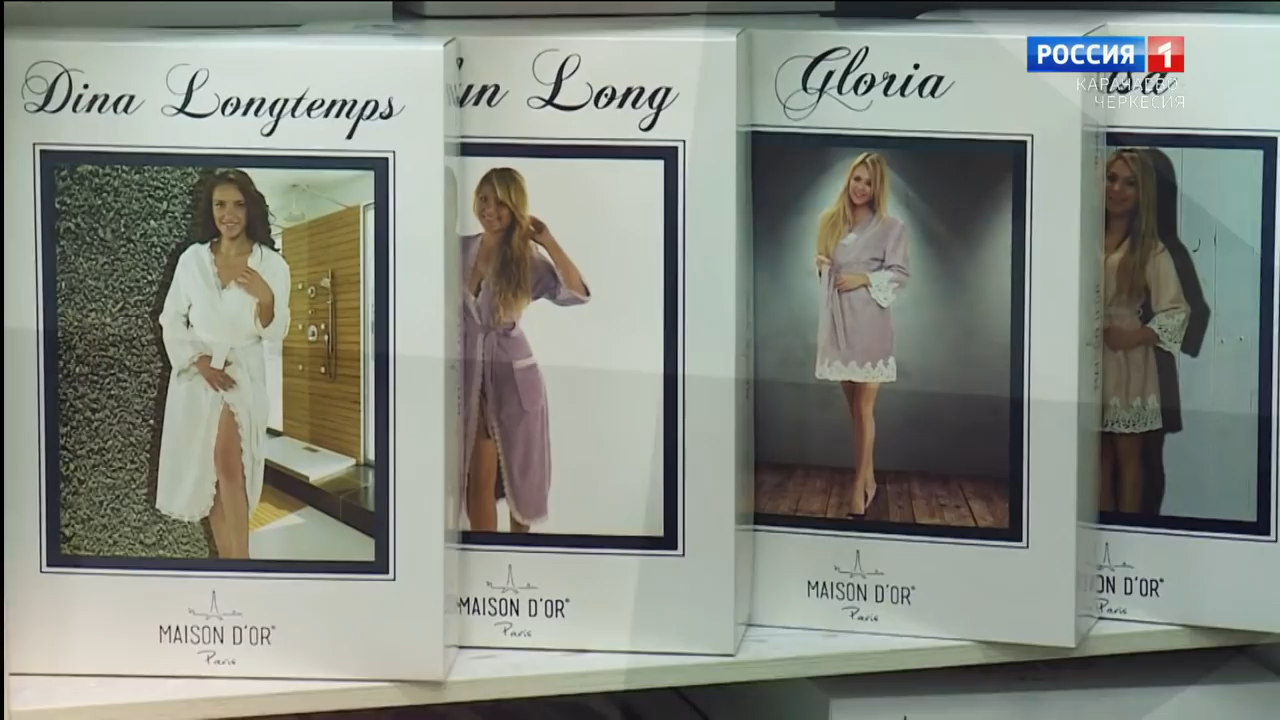 Dina Longtemps
un Long
Gloria
РОССИЯ 1
КАРАЧАЕВО
ЧЕРКЕСИЯ
MAISON D'OR®
Paris
MAISON D'OR®
Paris
MAISON D'OR®
Paris
ON D'OR®
Paris